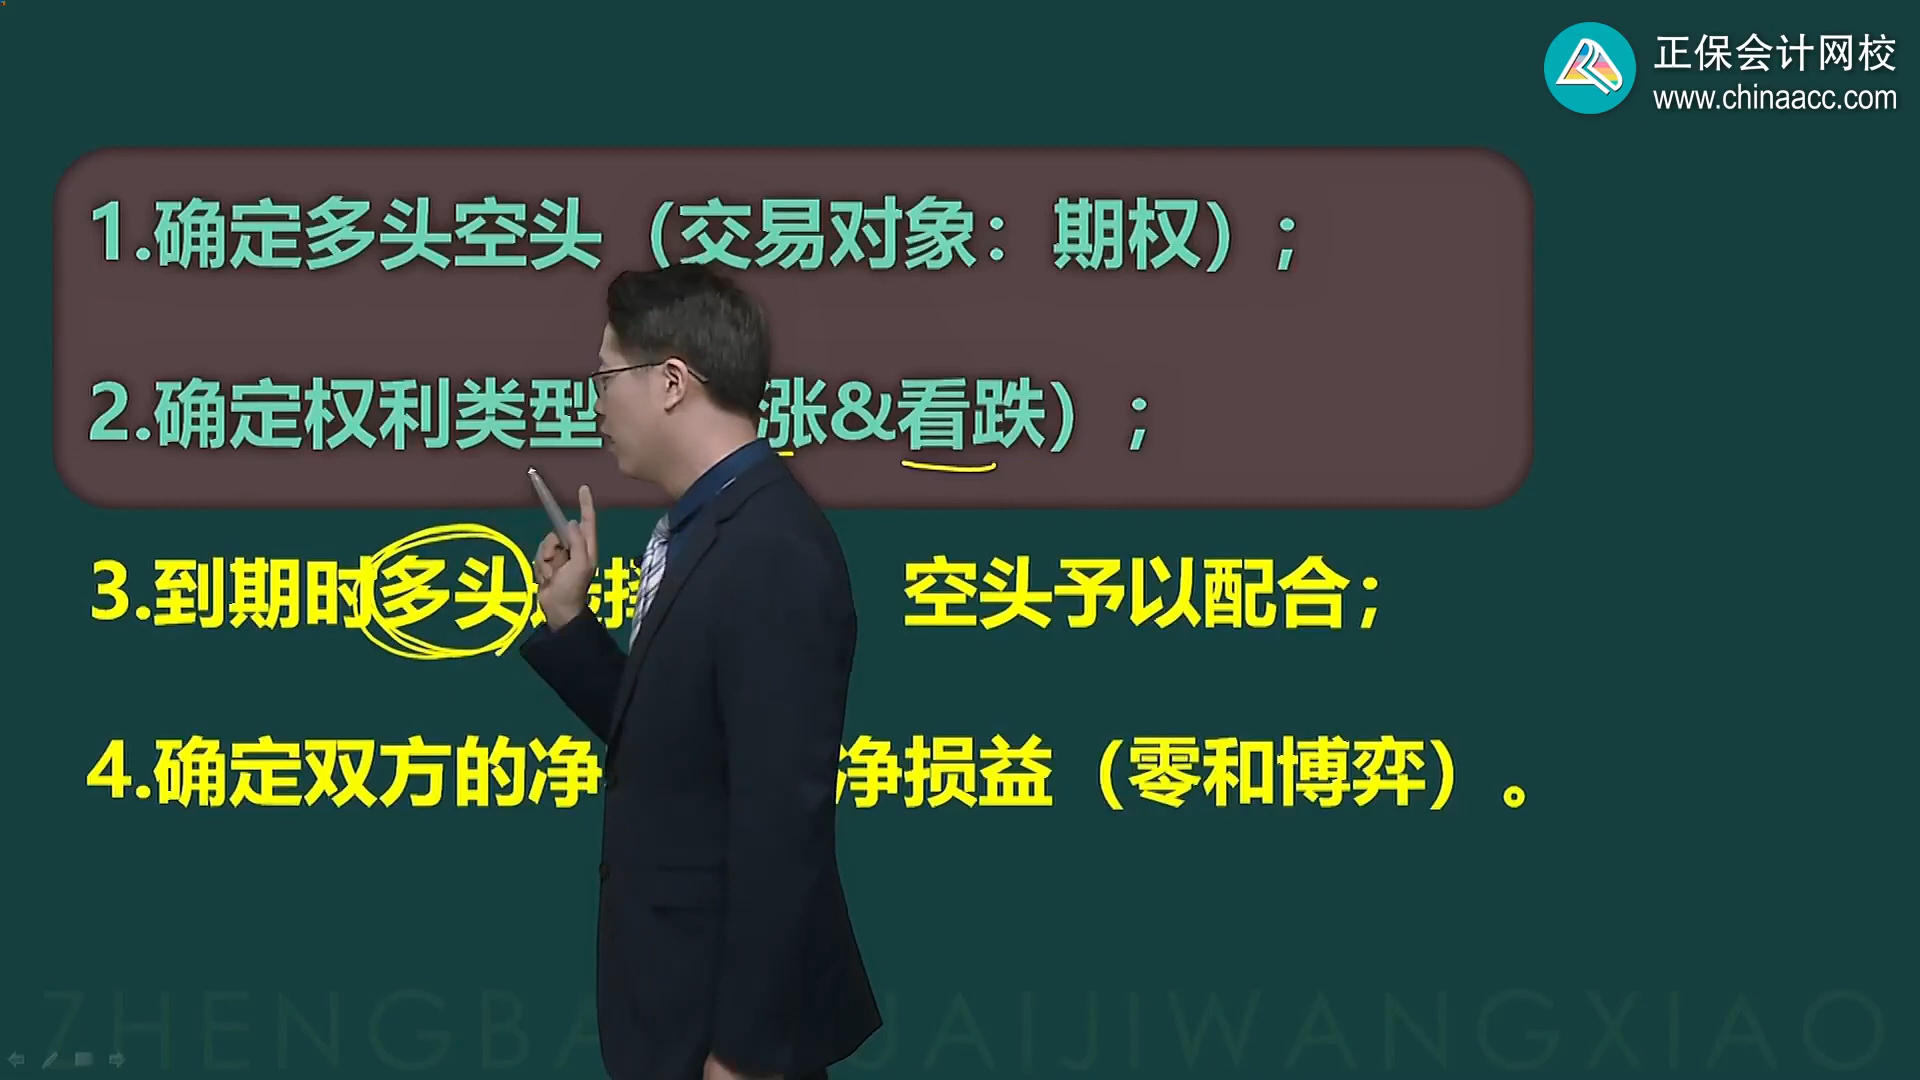 正保会计网校
www.chinaacc.com
1.确定多头空头（交易对象：期权）；
2.确定权利类型 涨&看跌）；
3.到期时多头 空头予以配合；
4.确定双方的净 净损益（零和博弈）。
ZHENGBA UAIJIWANGXIAO